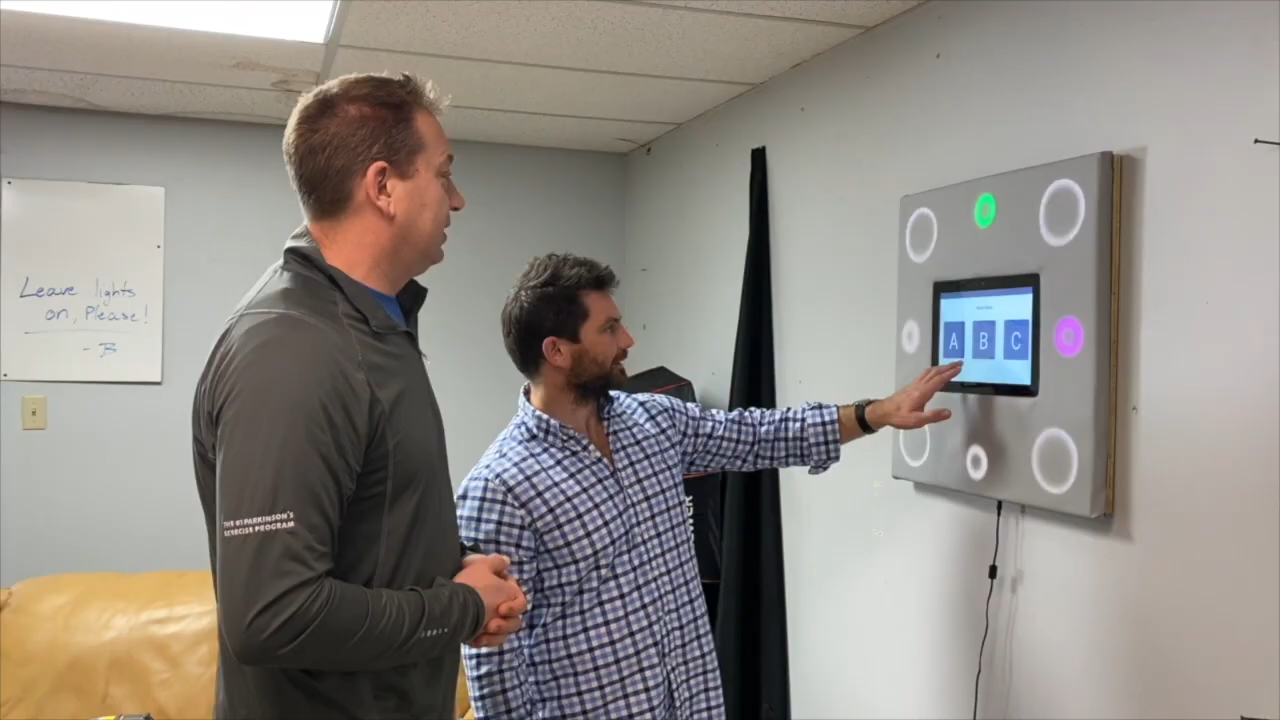 Leave lights
on, Please!
- B
THE #1 PARKINSON'S
EXERCISE PROGRAM
A B C